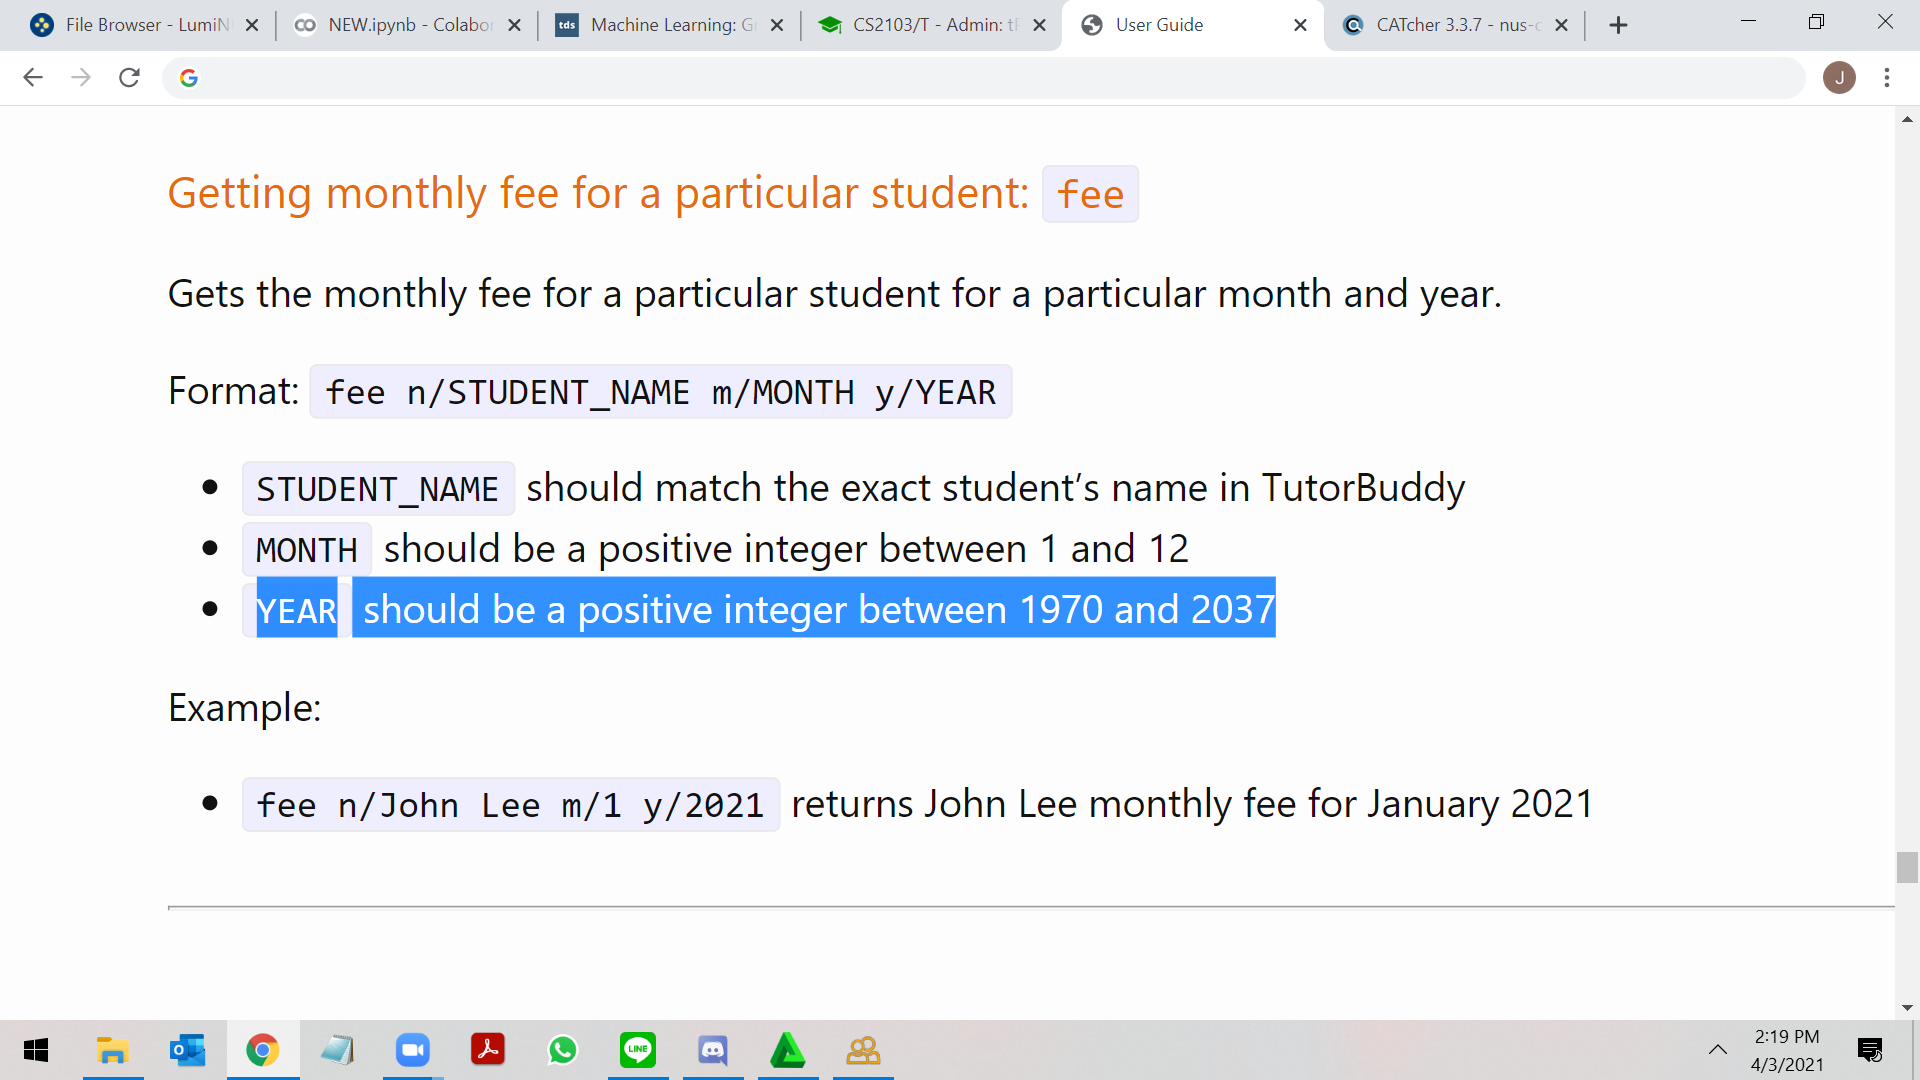 File Browser - LumiN
NEW.ipynb - Colabor
tds
Machine Learning: Gr
CS2103/T - Admin: tP
User Guide
CATcher 3.3.7 - nus-c
J
Getting monthly fee for a particular student: fee
Gets the monthly fee for a particular student for a particular month and year.
Format: fee n/STUDENT_NAME m/MONTH y/YEAR
STUDENT_NAME should match the exact student’s name in TutorBuddy
MONTH should be a positive integer between 1 and 12
YEAR should be a positive integer between 1970 and 2037
Example:
fee n/John Lee m/1 y/2021 returns John Lee monthly fee for January 2021
LINE
2:19 PM
4/3/2021